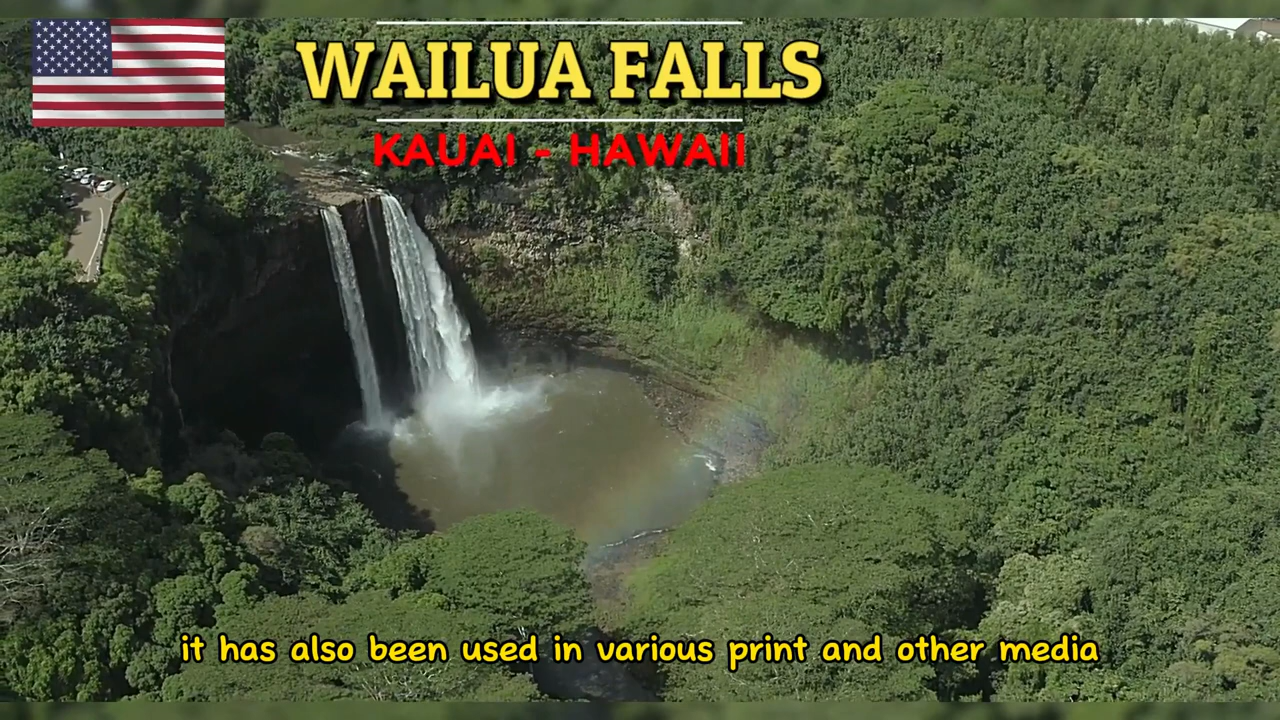 WAILUA FALLS
KAUAI - HAWAII
it has also been used in various print and other media